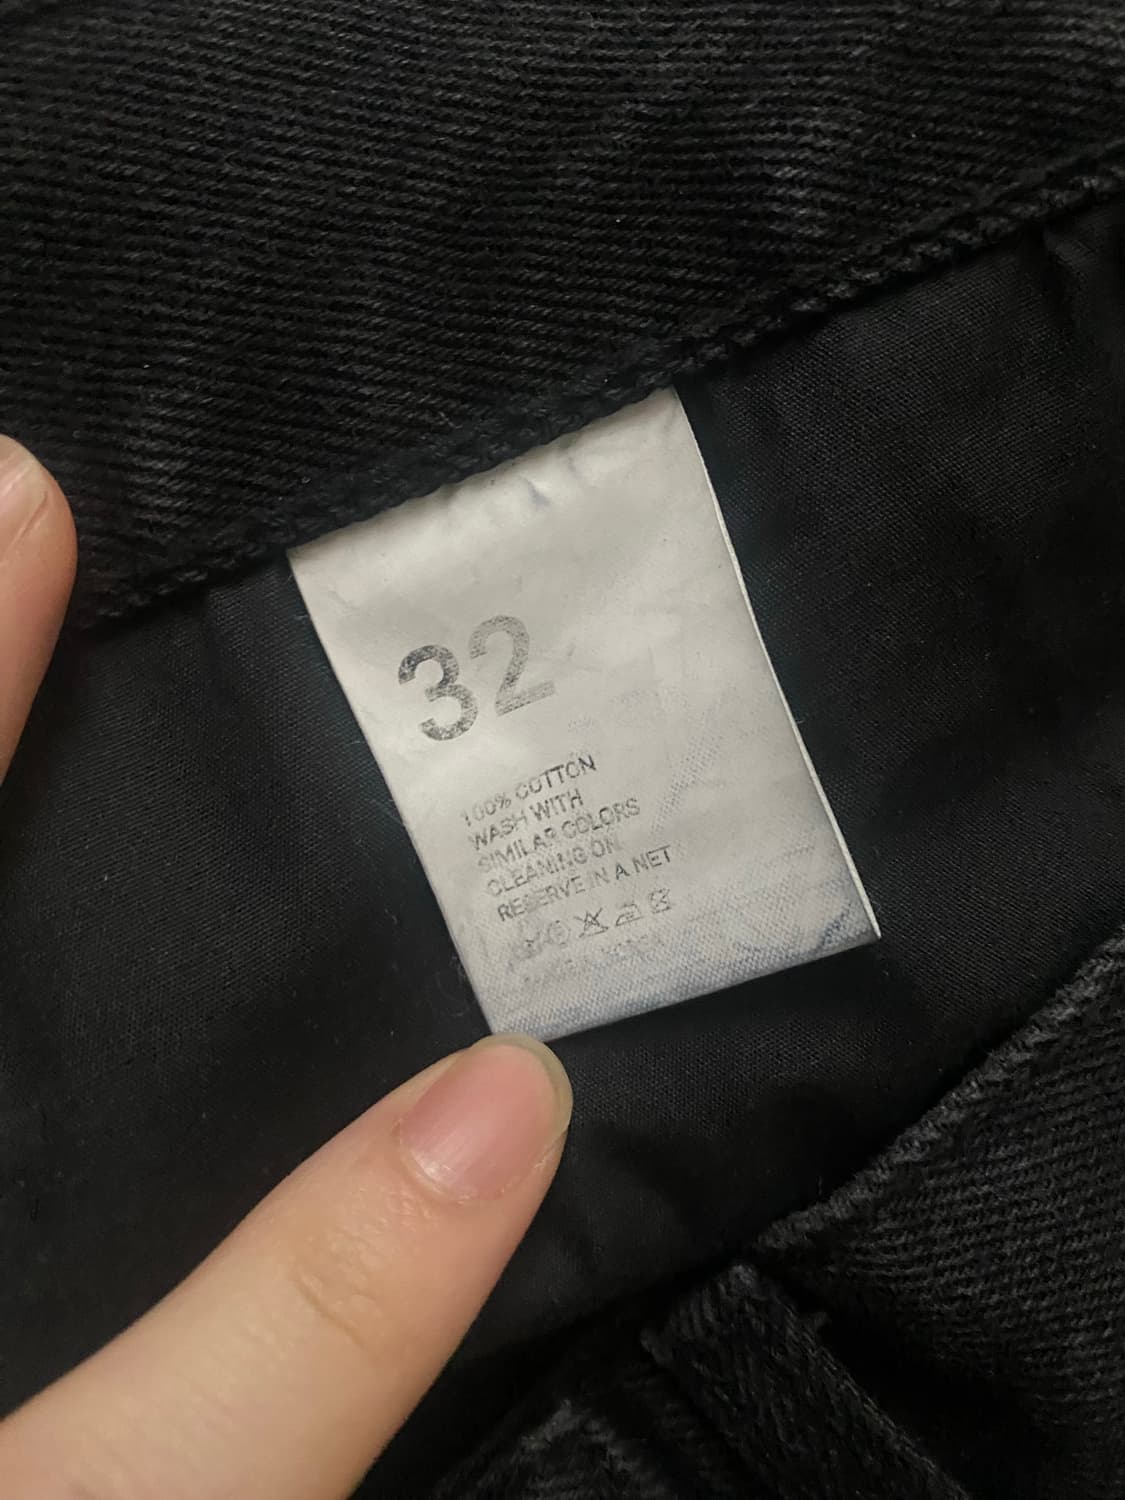 32
100% COTTON
WASH WITH
SIMILAR COLORS
CLEANING ON
RESERVE IN A NET